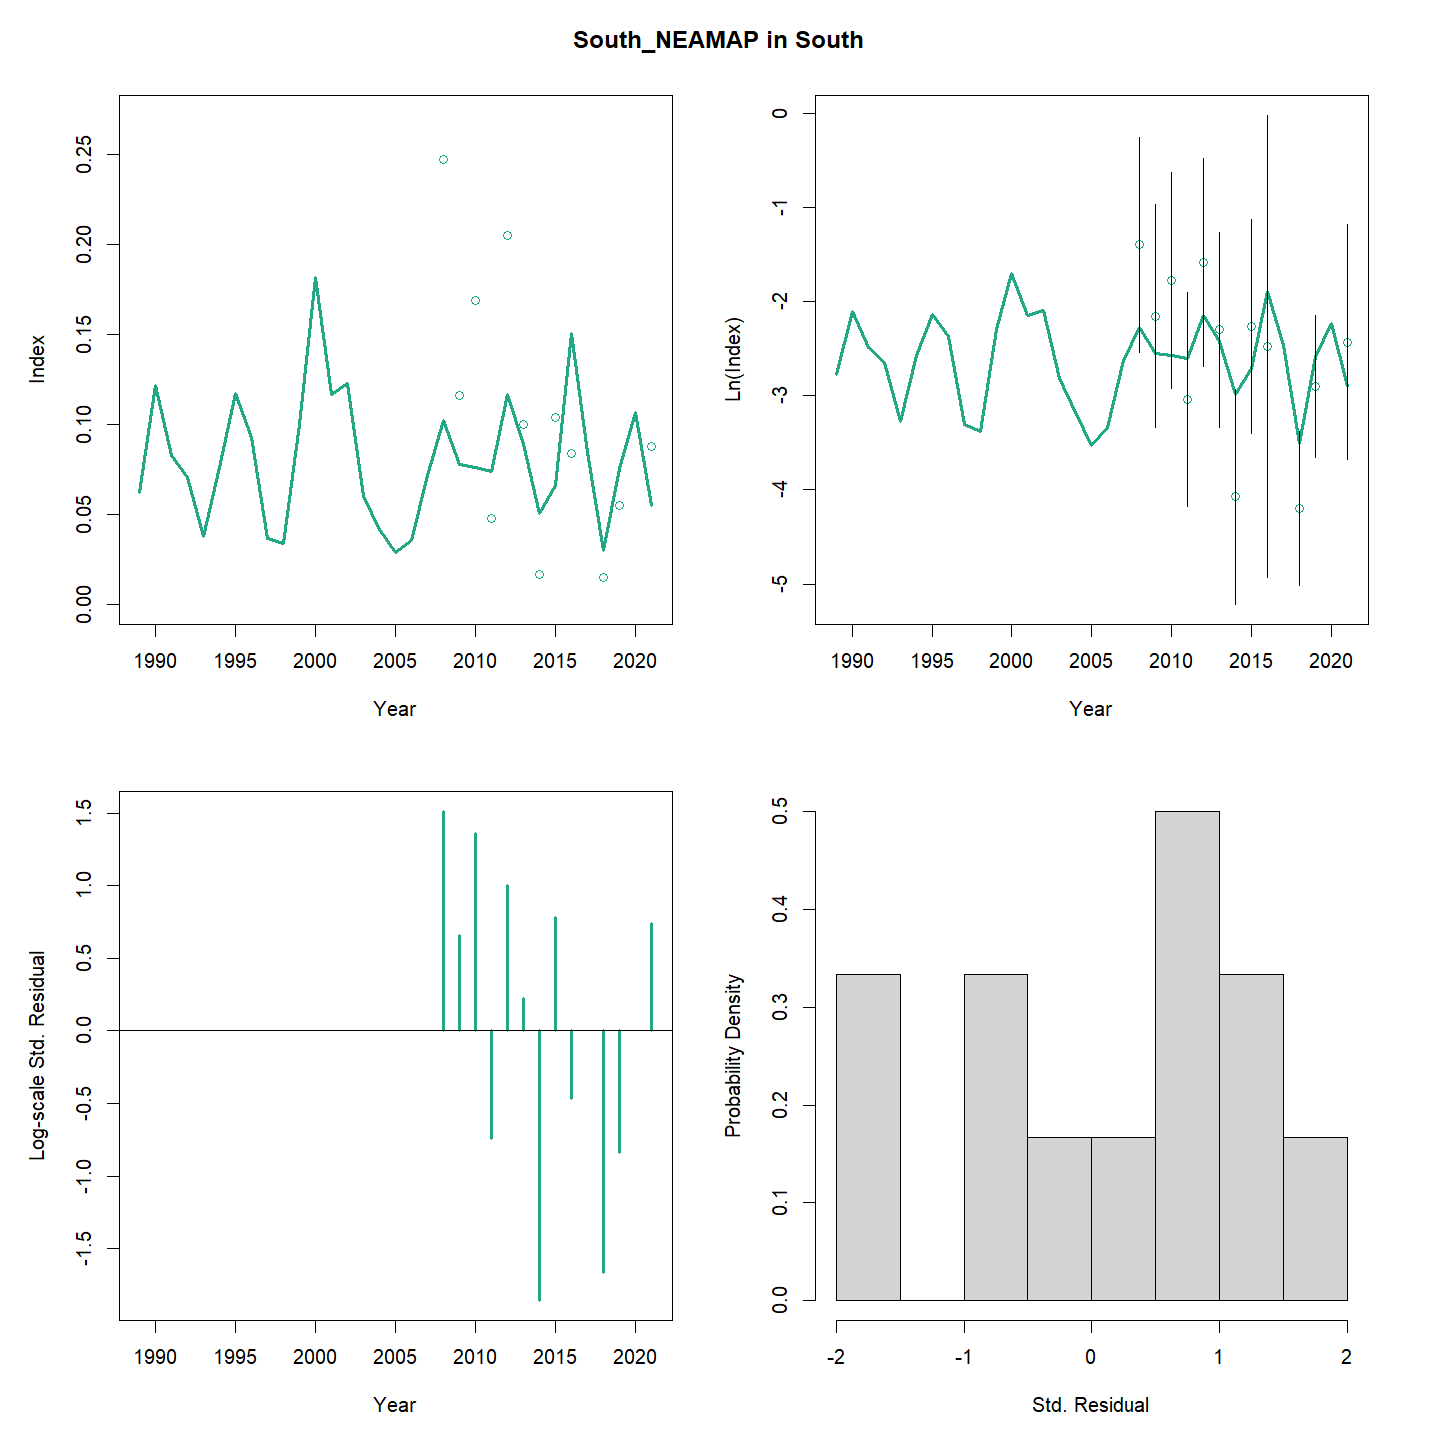 South_NEAMAP in South
Index
0.00 0.05 0.10 0.15 0.20 0.25
1990 1995 2000 2005 2010 2015 2020
Year
Ln(Index)
-5 -4 -3 -2 -1 0
1990 1995 2000 2005 2010 2015 2020
Year
Log-scale Std. Residual
-1.5 -1.0 -0.5 0.0 0.5 1.0 1.5
1990 1995 2000 2005 2010 2015 2020
Year
Probability Density
0.0 0.1 0.2 0.3 0.4 0.5
-2 -1 0 1 2
Std. Residual